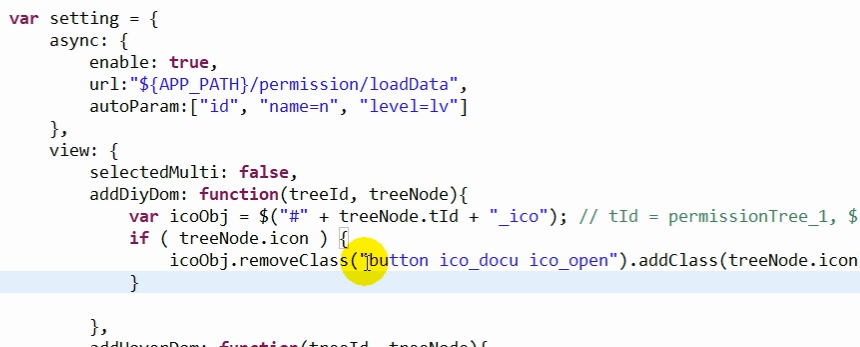 var setting = {
    async: {
        enable: true,
        url:"${APP_PATH}/permission/loadData",
        autoParam:["id", "name=n", "level=lv"]
    },
    view: {
        selectedMulti: false,
        addDiyDom: function(treeId, treeNode){
            var icoObj = $("#" + treeNode.tId + "_ico"); // tId = permissionTree_1, $
            if ( treeNode.icon ) {
                icoObj.removeClass("button ico_docu ico_open").addClass(treeNode.icon
            }
        },
        addHoverDom: function(treeId, treeNode){